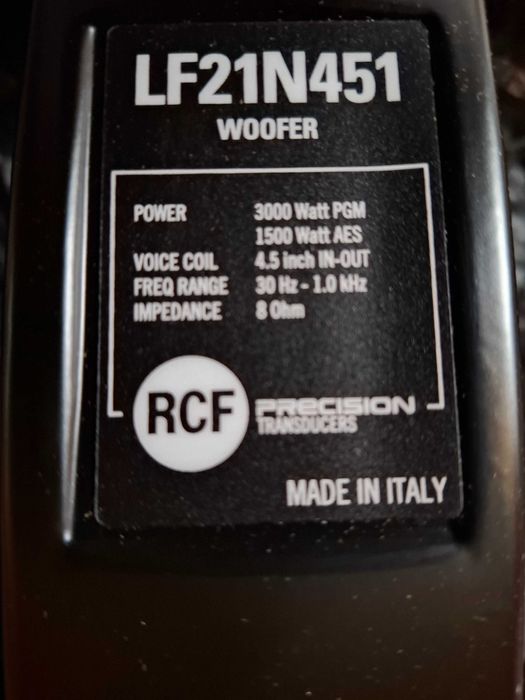 LF21N451
WOOFER
POWER 3000 Watt PGM
1500 Watt AES
VOICE COIL 4.5 inch IN-OUT
FREQ RANGE 30 Hz - 1.0 kHz
IMPEDANCE 8 Ohm
RCF PRECISION
TRANSDUCERS
MADE IN ITALY